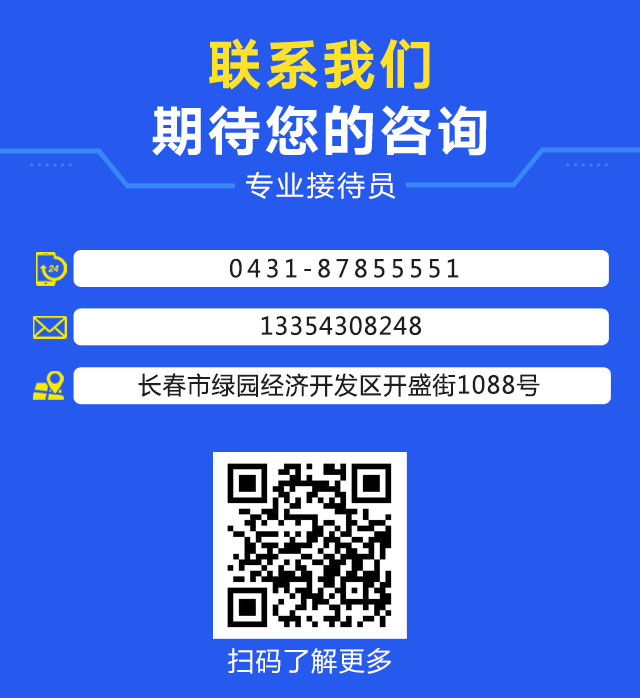 联系我们
期待您的咨询
专业接待员
24
0431-87855551
13354308248
长春市绿园经济开发区开盛街1088号
扫码了解更多